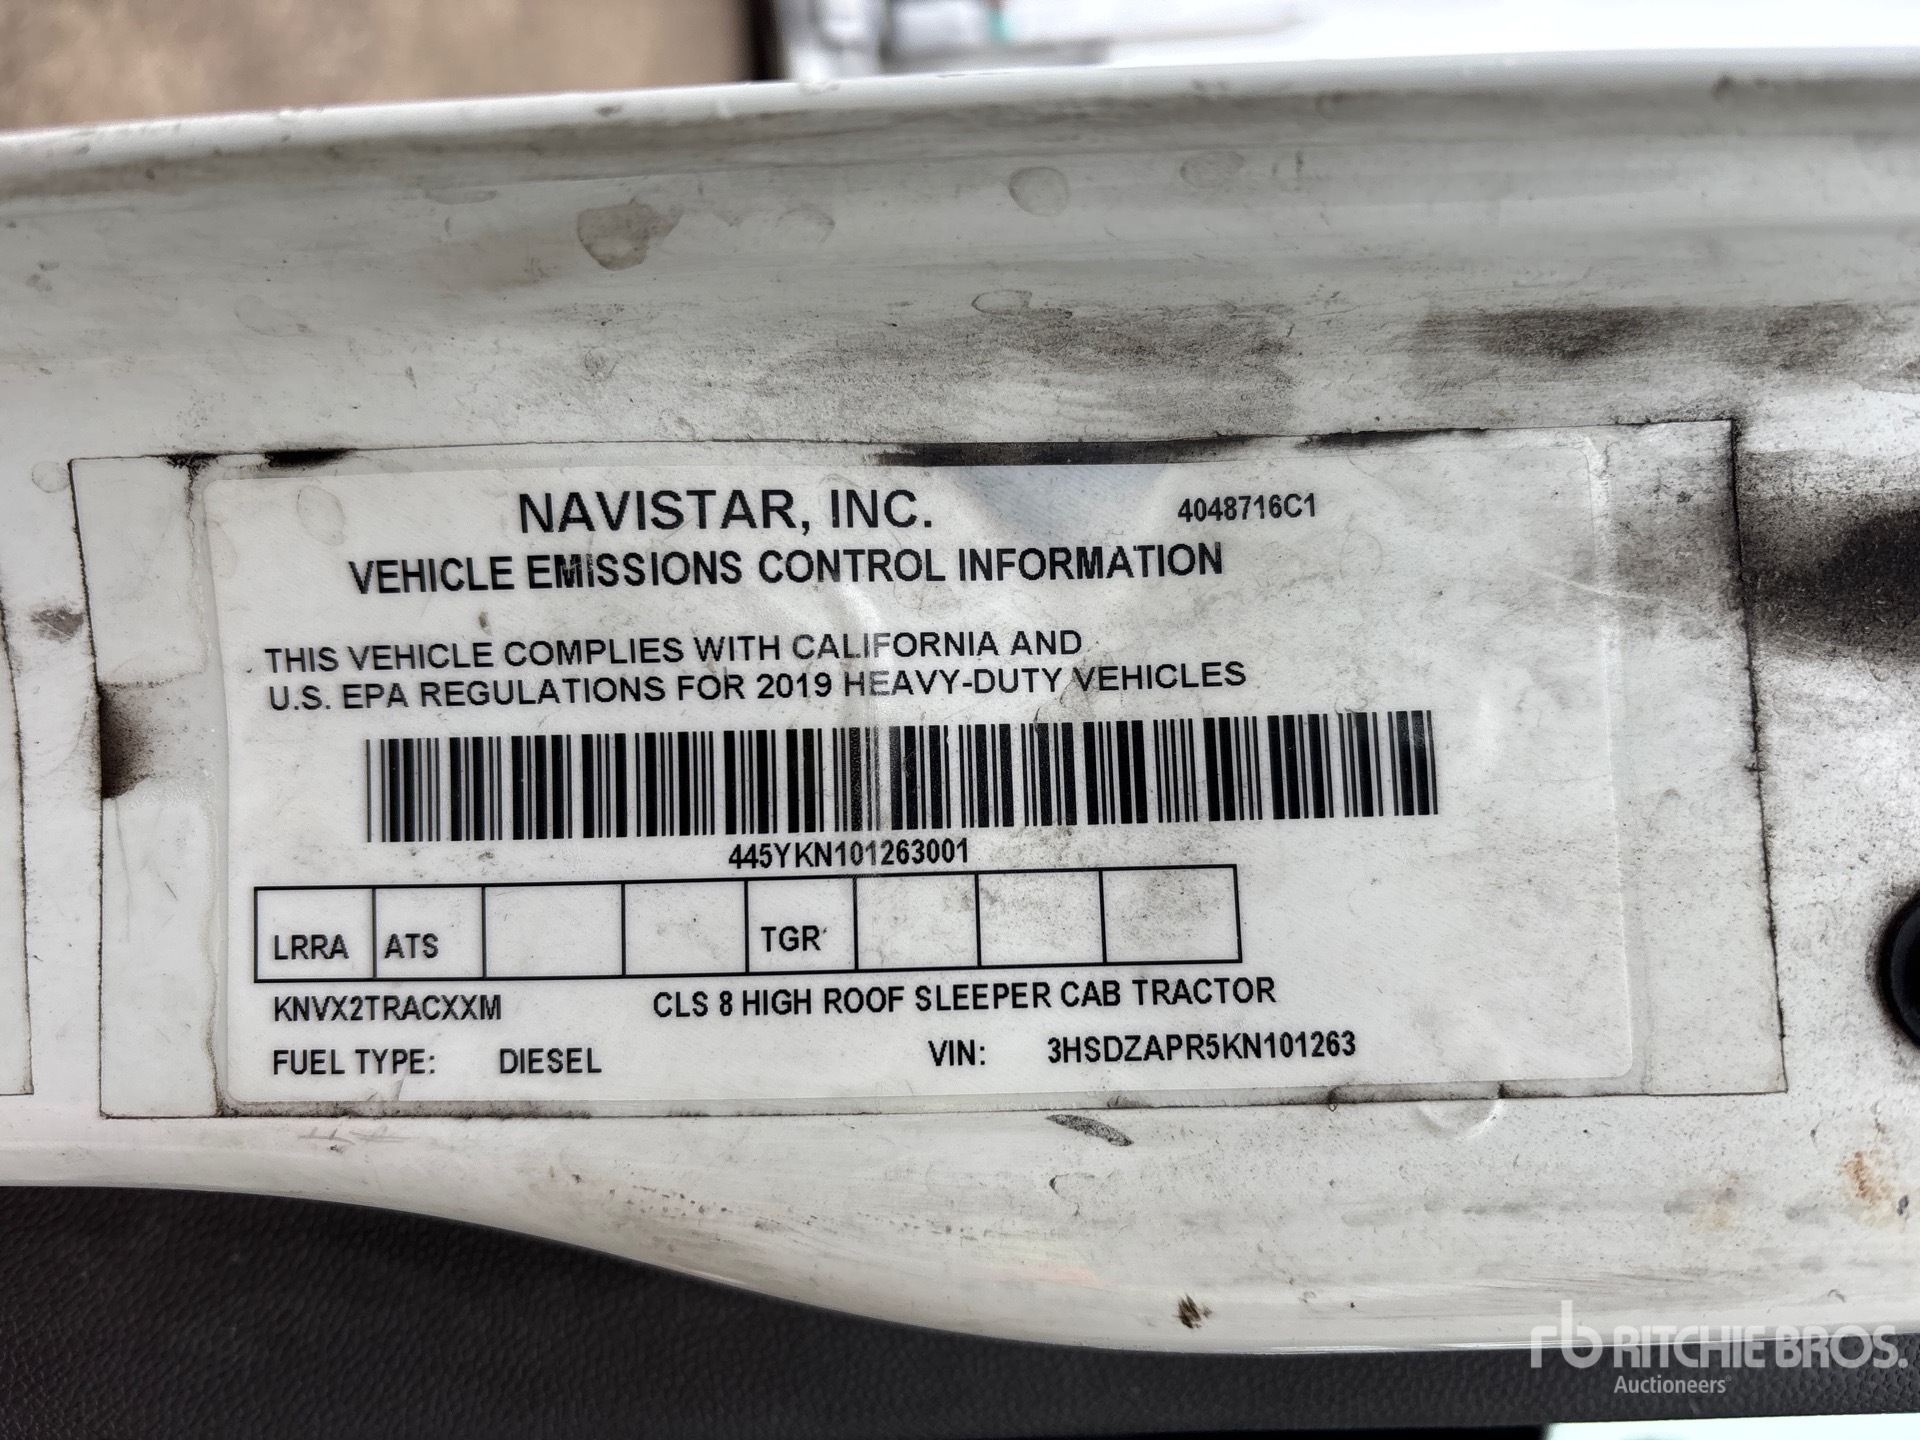 NAVISTAR, INC. 4048716C1
VEHICLE EMISSIONS CONTROL INFORMATION
THIS VEHICLE COMPLIES WITH CALIFORNIA AND
U.S. EPA REGULATIONS FOR 2019 HEAVY-DUTY VEHICLES
445YKN101263001
LRRA ATS TGR
KNVX2TRACXXM CLS 8 HIGH ROOF SLEEPER CAB TRACTOR
FUEL TYPE: DIESEL VIN: 3HSDZAPR5KN101263
rb RITCHIE BROS.
Auctioneers